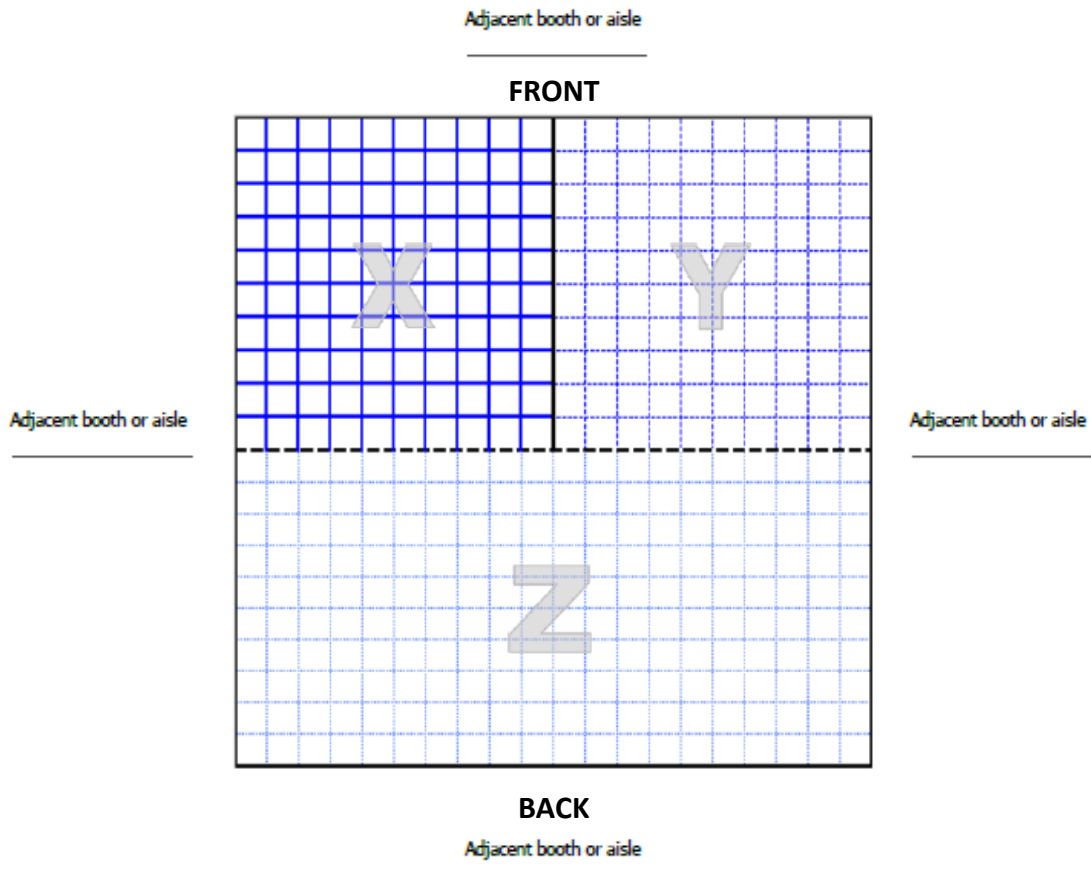 Adjacent booth or aisle
FRONT
X
Y
Adjacent booth or aisle
Adjacent booth or aisle
Z
BACK
Adjacent booth or aisle